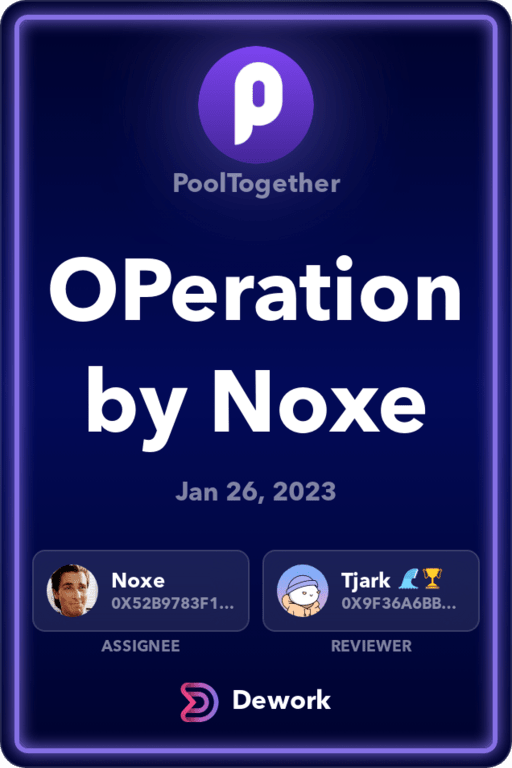 PoolTogether
OPeration
by Noxe
Jan 26, 2023
Noxe
0X52B9783F1...
ASSIGNEE
Tjark 🌊🏆
0X9F36A6BB...
REVIEWER
Dework